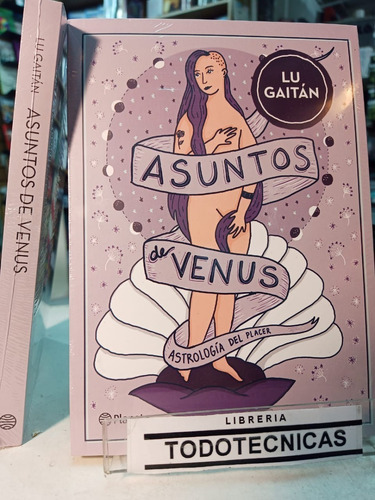 LU GAITÁN
ASUNTOS DE VENUS
LU
GAITÁN
ASUNTOS
de VENUS
ASTROLOGÍA DEL PLACER
LIBRERIA
TODOTECNICAS